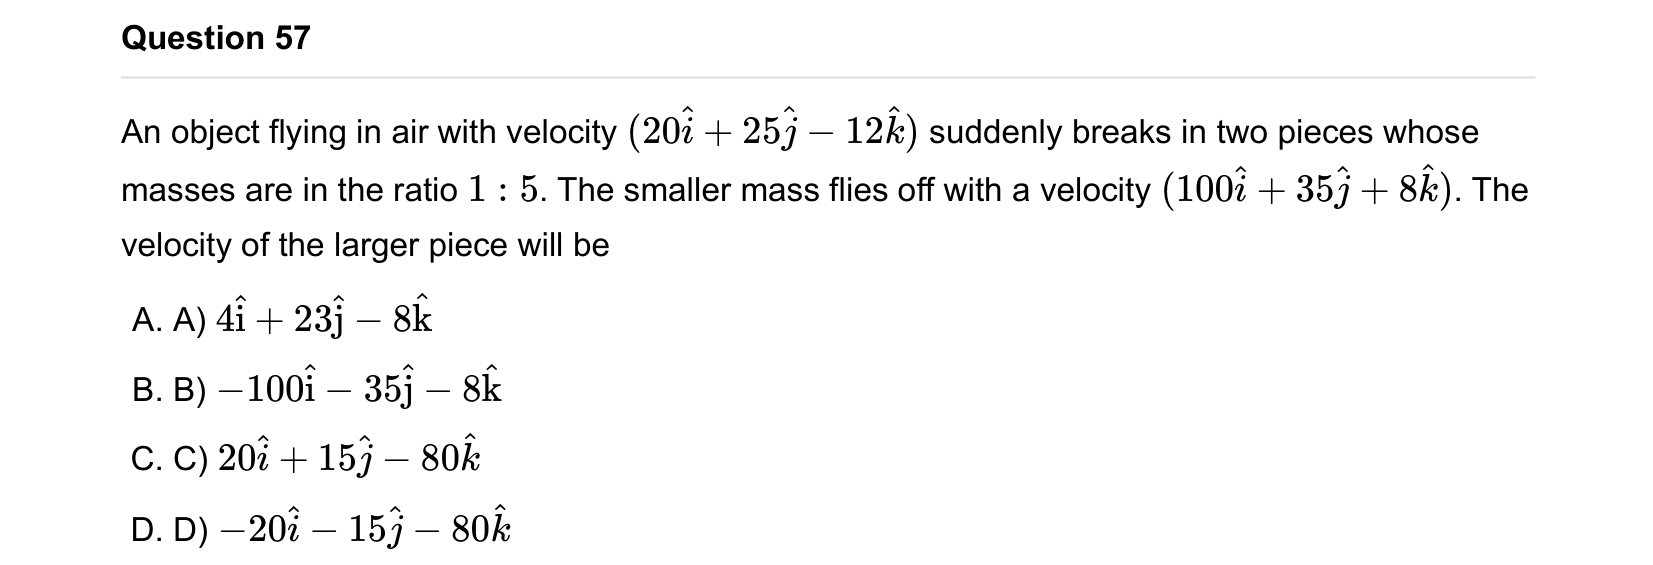 Question 57
An object flying in air with velocity $(20\hat{i} + 25\hat{j} - 12\hat{k})$ suddenly breaks in two pieces whose
masses are in the ratio $1 : 5$. The smaller mass flies off with a velocity $(100\hat{i} + 35\hat{j} + 8\hat{k})$. The
velocity of the larger piece will be
A. A) $4\hat{\mathrm{i}} + 23\hat{\mathrm{j}} - 8\hat{\mathrm{k}}$
B. B) $-100\hat{\mathrm{i}} - 35\hat{\mathrm{j}} - 8\hat{\mathrm{k}}$
C. C) $20\hat{i} + 15\hat{j} - 80\hat{k}$
D. D) $-20\hat{i} - 15\hat{j} - 80\hat{k}$